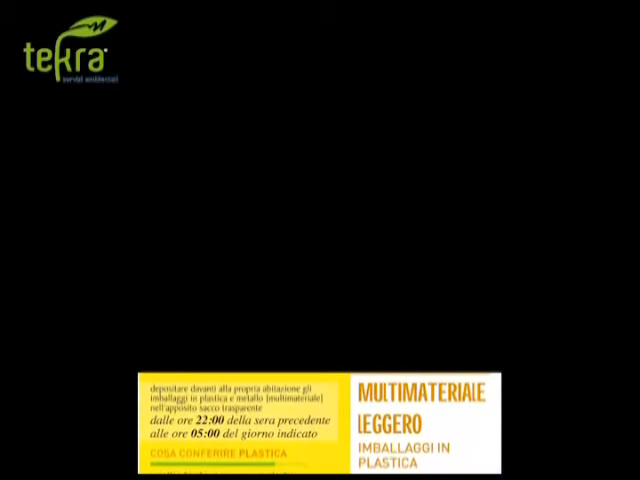 tekra
servizi ambientali
depositare davanti alla propria abitazione gli
imballaggi in plastica e metallo [multimateriale]
nell'apposito sacco trasparente
dalle ore 22:00 della sera precedente
alle ore 05:00 del giorno indicato
COSA CONFERIRE PLASTICA
MULTIMATERIALE
LEGGERO
IMBALLAGGI IN
PLASTICA